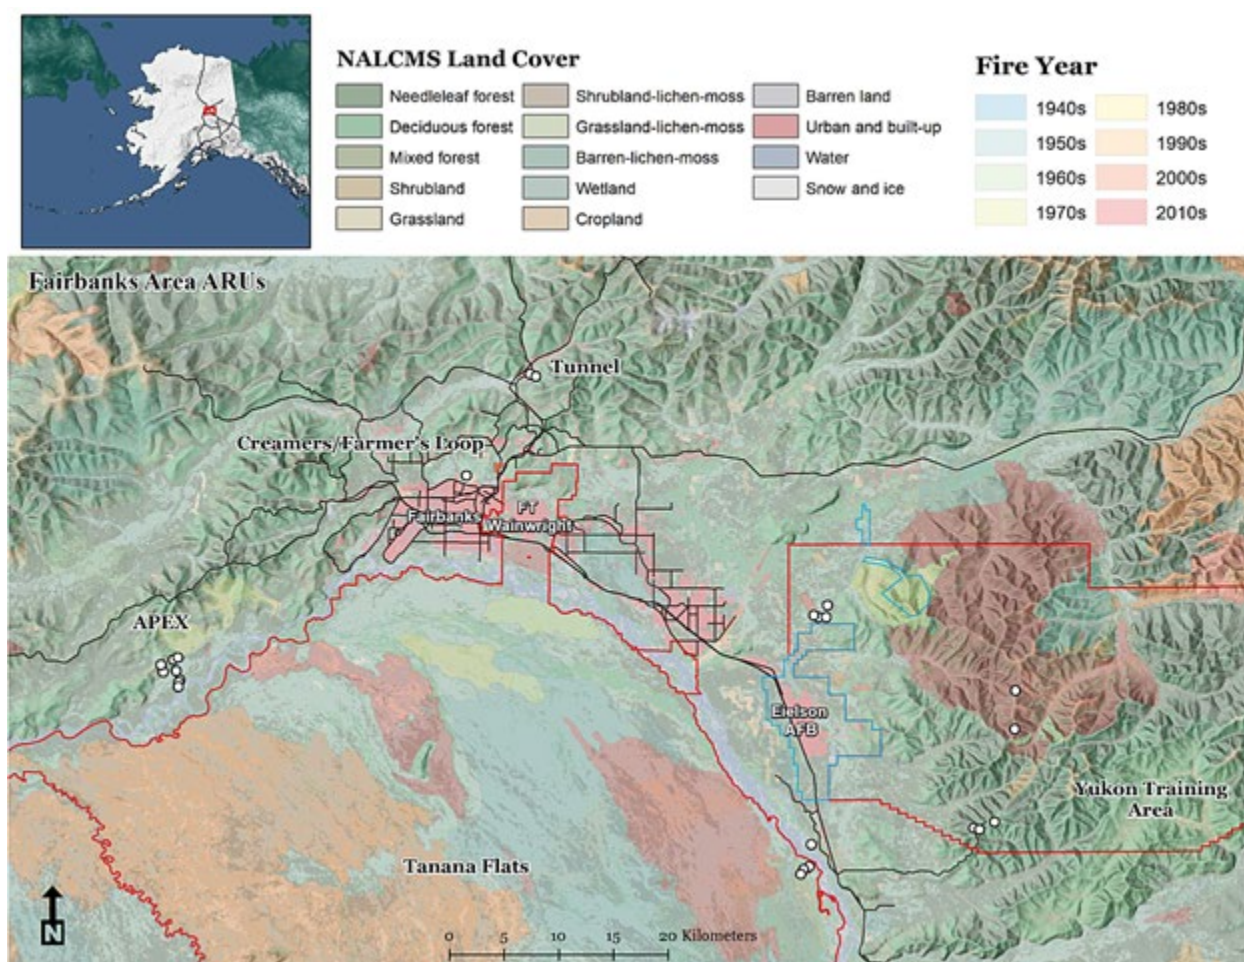 NALCMS Land Cover
Needleleaf forest
Deciduous forest
Mixed forest
Shrubland
Grassland
Shrubland-lichen-moss
Grassland-lichen-moss
Barren-lichen-moss
Wetland
Cropland
Barren land
Urban and built-up
Water
Snow and ice
Fire Year
1940s
1950s
1960s
1970s
1980s
1990s
2000s
2010s
Fairbanks Area ARUs
Tunnel
Creamers/Farmer's Loop
Fairbanks
FT
Wainwright
APEX
Eielson
AFB
Yukon Training
Area
Tanana Flats
N
0 5 10 15 20 Kilometers